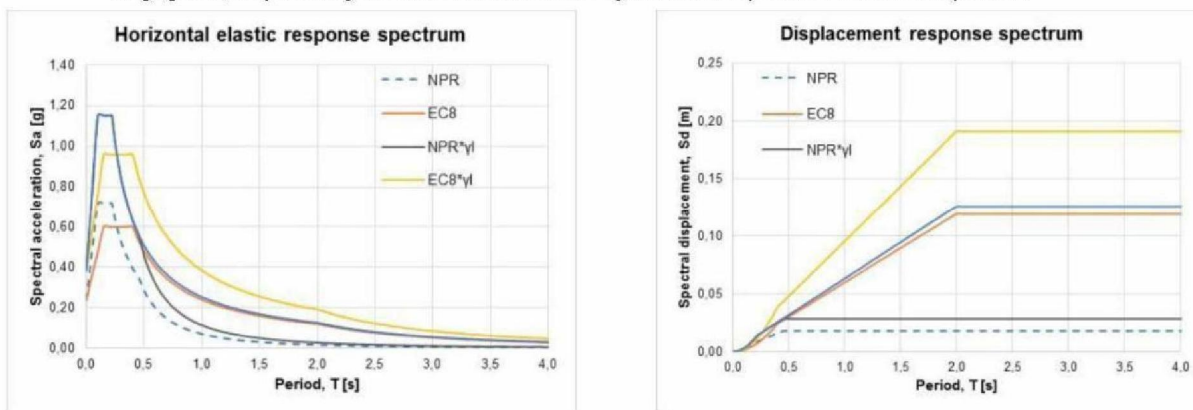 Horizontal elastic response spectrum
1,40
1,20
1,00
0,80
0,60
0,40
0,20
0,00
Spectral acceleration, Sa [g]
NPR
EC8
NPR*γI
EC8*γI
0,0 0,5 1,0 1,5 2,0 2,5 3,0 3,5 4,0
Period, T [s]
Displacement response spectrum
0,25
0,20
0,15
0,10
0,05
0,00
Spectral displacement, Sd [m]
NPR
EC8
NPR*γI
0,0 0,5 1,0 1,5 2,0 2,5 3,0 3,5 4,0
Period, T [s]